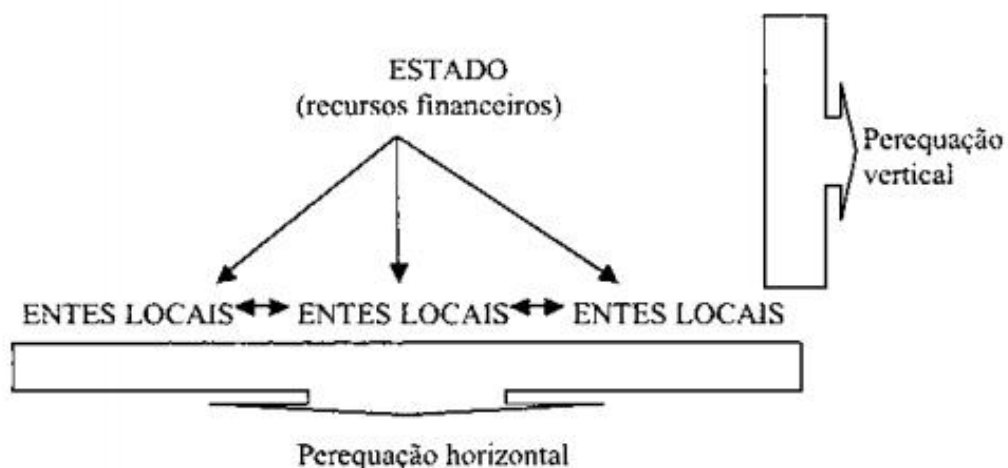 ESTADO
(recursos financeiros)
Perequação
vertical
ENTES LOCAIS ENTES LOCAIS ENTES LOCAIS
Perequação horizontal